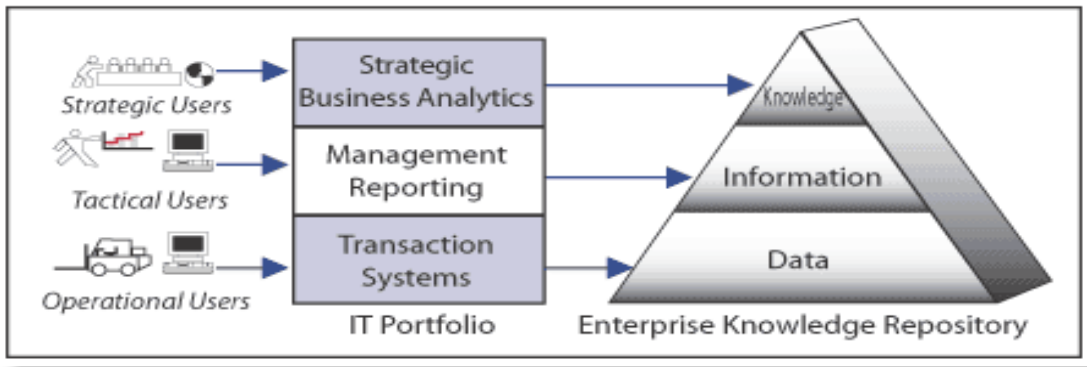 Strategic Users
Strategic
Business Analytics
Knowledge
Tactical Users
Management
Reporting
Information
Operational Users
Transaction
Systems
Data
IT Portfolio
Enterprise Knowledge Repository